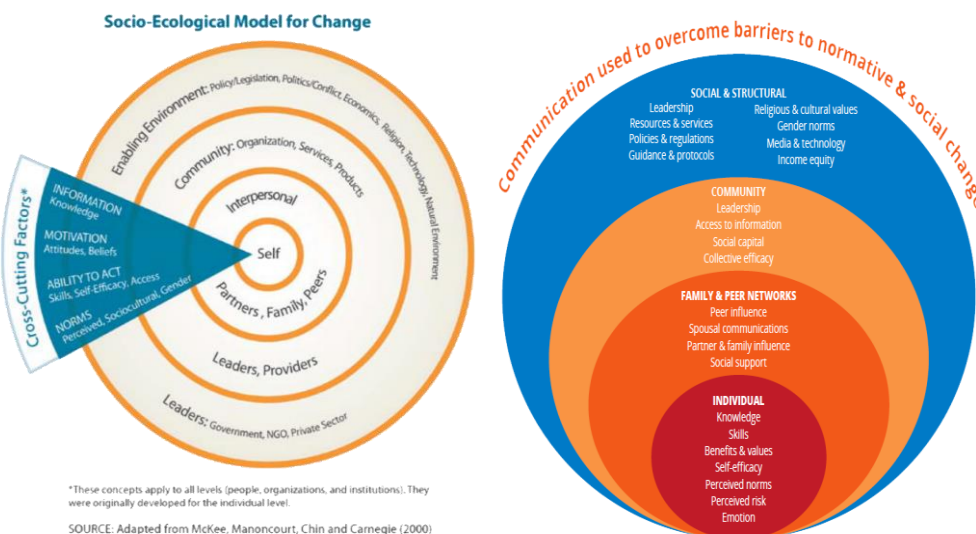 Socio-Ecological Model for Change
Enabling Environment: Policy/Legislation, Politics/Conflict, Economics, Religion, Technology, Natural Environment
Community: Organization, Services, Products
Interpersonal
Self
Partners, Family, Peers
Leaders, Providers
Leaders: Government, NGO, Private Sector
Cross-Cutting Factors*
INFORMATION
Knowledge
MOTIVATION
Attitudes, Beliefs
ABILITY TO ACT
Skills, Self-Efficacy, Access
NORMS
Perceived, Sociocultural, Gender
*These concepts apply to all levels (people, organizations, and institutions). They
were originally developed for the individual level.
SOURCE: Adapted from McKee, Manoncourt, Chin and Carnegie (2000)
Communication used to overcome barriers to normative & social change
SOCIAL & STRUCTURAL
Leadership
Resources & services
Policies & regulations
Guidance & protocols
Religious & cultural values
Gender norms
Media & technology
Income equity
COMMUNITY
Leadership
Access to information
Social capital
Collective efficacy
FAMILY & PEER NETWORKS
Peer influence
Spousal communications
Partner & family influence
Social support
INDIVIDUAL
Knowledge
Skills
Benefits & values
Self-efficacy
Perceived norms
Perceived risk
Emotion